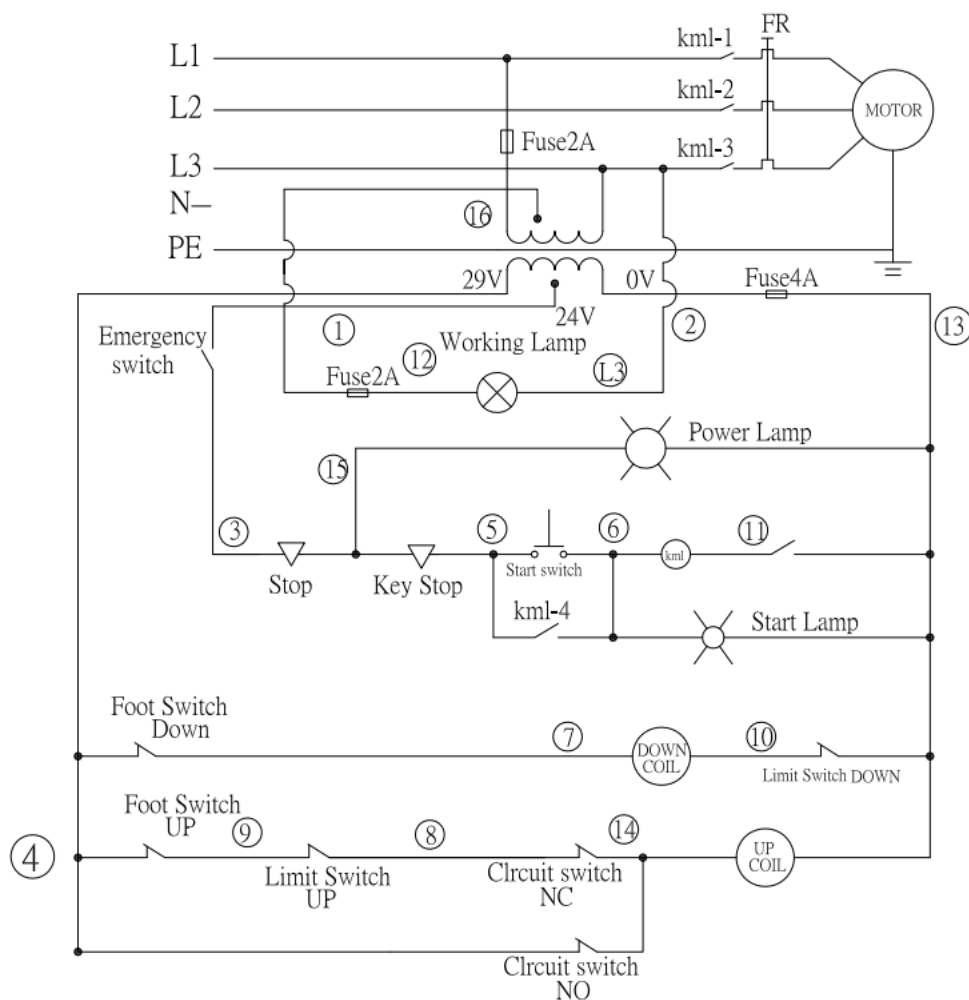 FR
kml-1
L1
kml-2
L2
MOTOR
Fuse2A
kml-3
L3
N
16
PE
29V
0V
Fuse4A
24V
1
2
13
Emergency
switch
Working Lamp
12
L3
Fuse2A
Power Lamp
15
3
5
6
11
Stop
Key Stop
Start switch
kml
kml-4
Start Lamp
Foot Switch
Down
7
DOWN
COIL
10
Limit Switch DOWN
Foot Switch
UP
9
8
14
4
UP
COIL
Limit Switch
UP
Clrcuit switch
NC
Clrcuit switch
NO